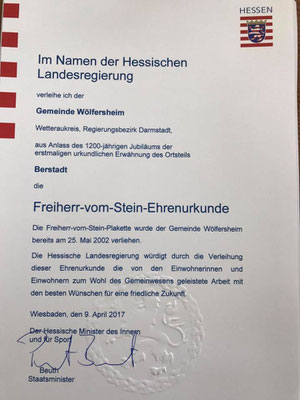 HESSEN
Im Namen der Hessischen
Landesregierung
verleihe ich der
Gemeinde Wölfersheim
Wetteraukreis, Regierungsbezirk Darmstadt,
aus Anlass des 1200-jährigen Jubiläums der
erstmaligen urkundlichen Erwähnung des Ortsteils
Berstadt
die
Freiherr-vom-Stein-Ehrenurkunde
Die Freiherr-vom-Stein-Plakette wurde der Gemeinde Wölfersheim
bereits am 25. Mai 2002 verliehen.
Die Hessische Landesregierung würdigt durch die Verleihung
dieser Ehrenurkunde die von den Einwohnerinnen und
Einwohnern zum Wohl des Gemeinwesens geleistete Arbeit mit
den besten Wünschen für eine friedliche Zukunft.
Wiesbaden, den 9. April 2017
Der Hessische Minister des Innern
und für Sport
Beuth
Staatsminister